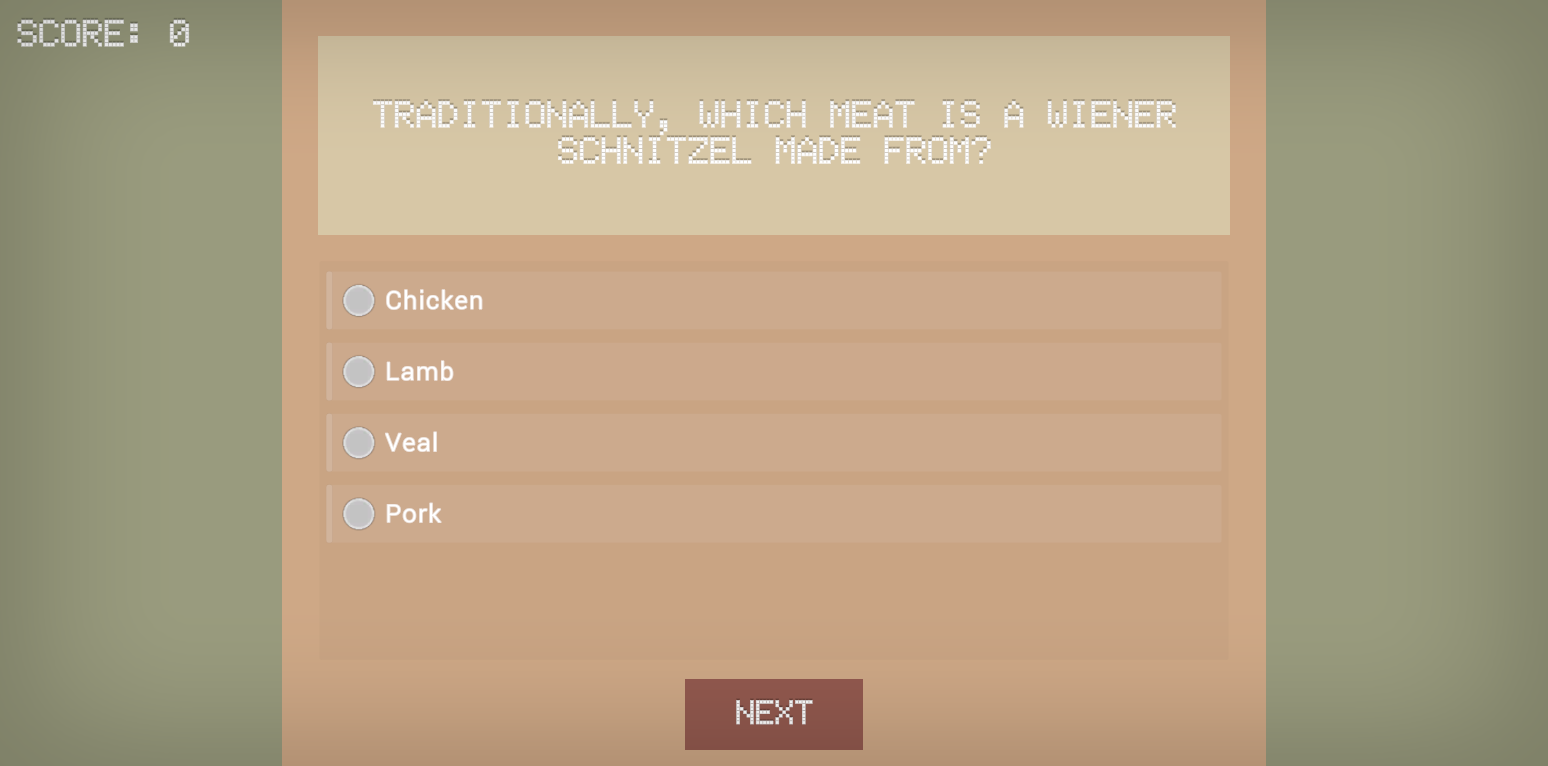 SCORE: 0
TRADITIONALLY, WHICH MEAT IS A WIENER
SCHNITZEL MADE FROM?
Chicken
Lamb
Veal
Pork
NEXT